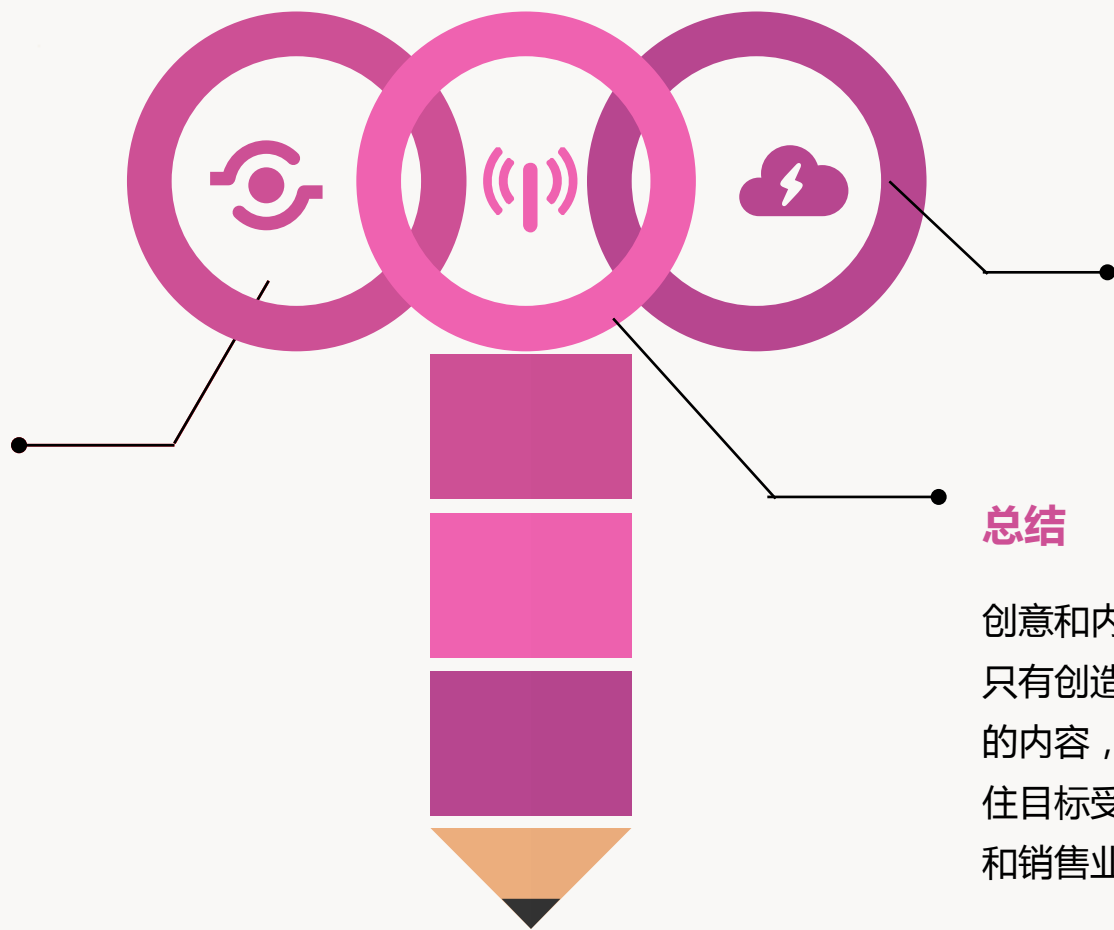 总结
创意和内
只有创造
的内容，
住目标受
和销售业